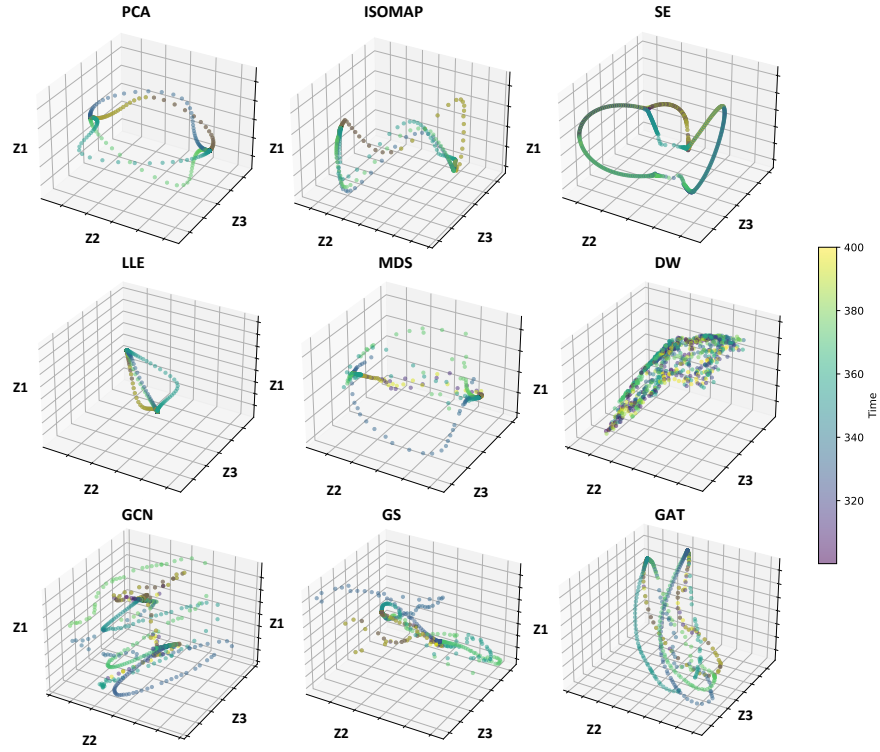 PCA ISOMAP SE
Z1 Z2 Z3 Z1 Z2 Z3 Z1 Z2 Z3
LLE MDS DW
Z1 Z2 Z3 Z1 Z2 Z3 Z1 Z2 Z3
GCN GS GAT
Z1 Z2 Z3 Z1 Z2 Z3 Z1 Z2 Z3
400
380
360
340
320
Time